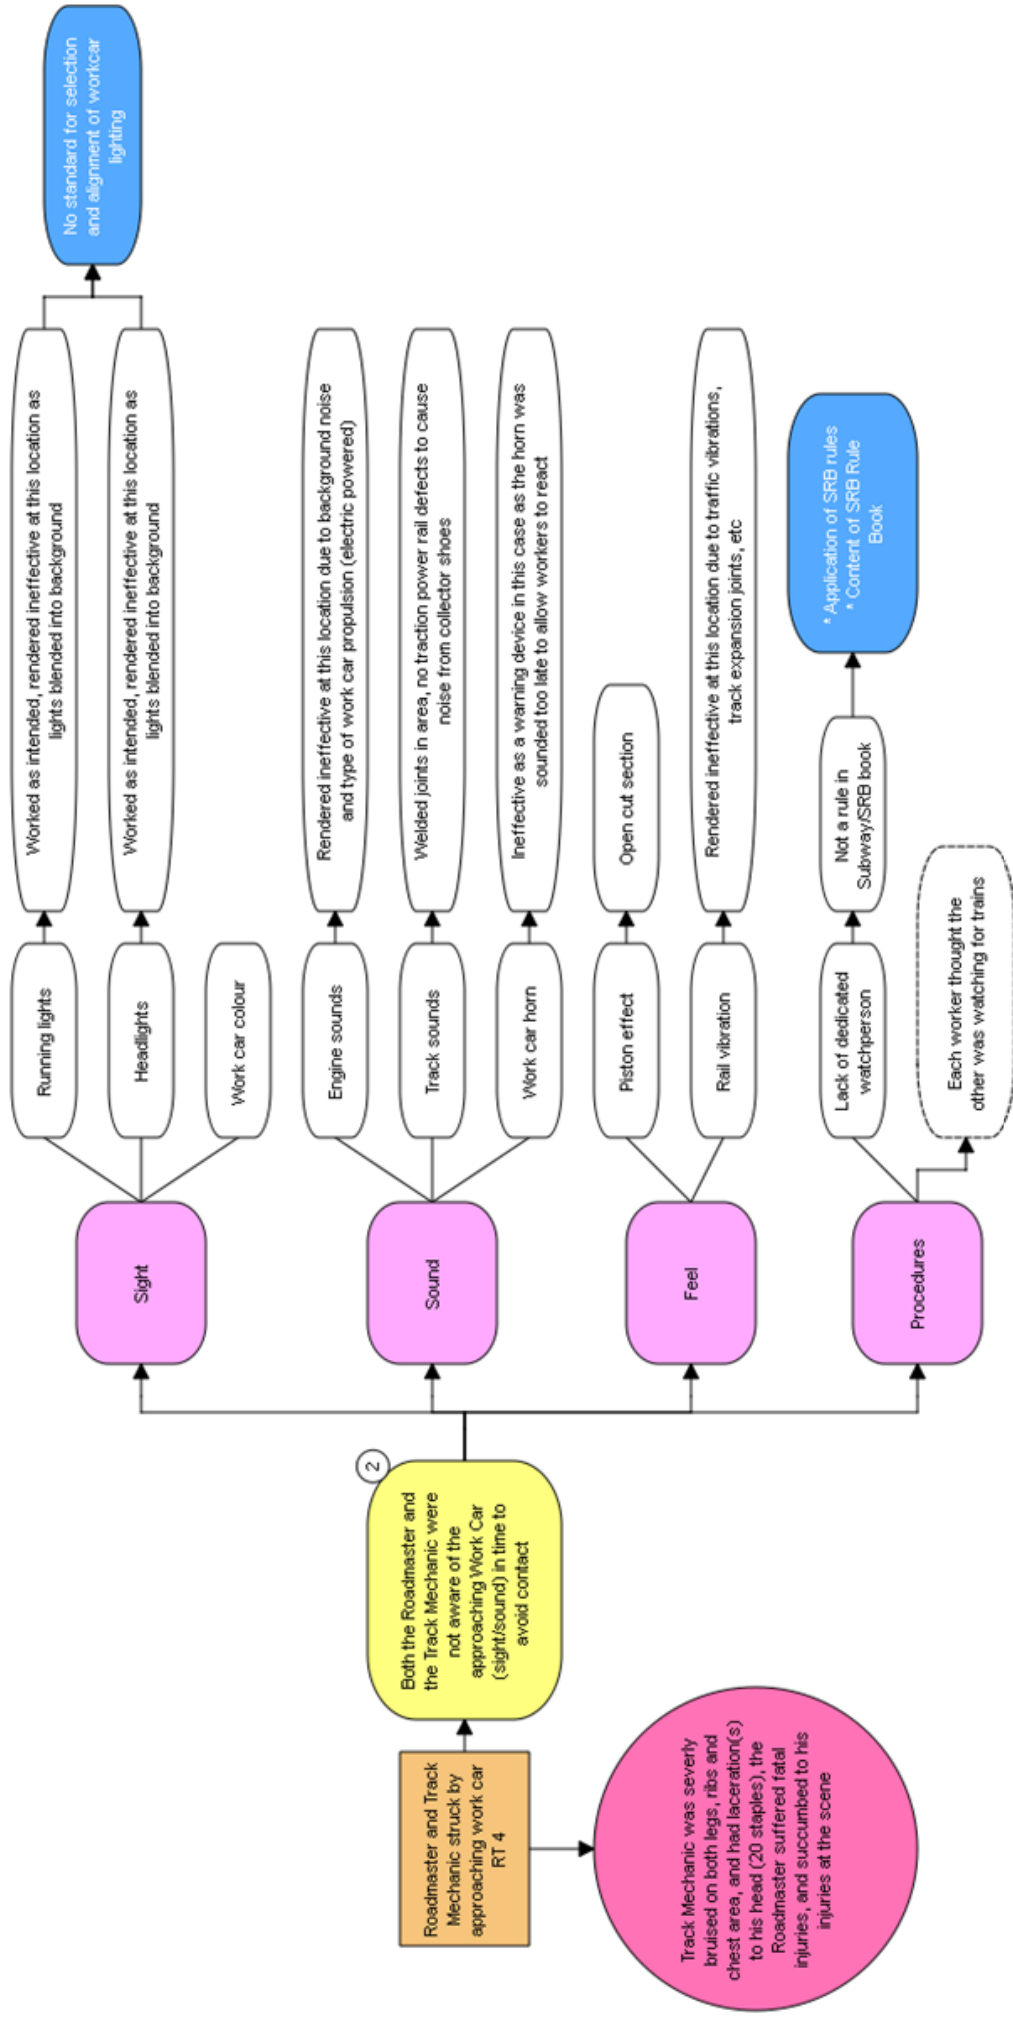 Roadmaster and Track
Mechanic struck by
approaching work car
RT 4
Track Mechanic was severly
bruised on both legs, ribs and
chest area, and had laceration(s)
to his head (20 staples), the
Roadmaster suffered fatal
injuries, and succumbed to his
injuries at the scene
2
Both the Roadmaster and
the Track Mechanic were
not aware of the
approaching Work Car
(sight/sound) in time to
avoid contact
Sight
Running lights
Worked as intended, rendered ineffective at this location as
lights blended into background
Headlights
Worked as intended, rendered ineffective at this location as
lights blended into background
No standard for selection
and alignment of workcar
lighting
Work car colour
Sound
Engine sounds
Rendered ineffective at this location due to background noise
and type of work car propulsion (electric powered)
Track sounds
Welded joints in area, no traction power rail defects to cause
noise from collector shoes
Work car horn
Ineffective as a warning device in this case as the horn was
sounded too late to allow workers to react
Feel
Piston effect
Open cut section
Rail vibration
Rendered ineffective at this location due to traffic vibrations,
track expansion joints, etc
Procedures
Lack of dedicated
watchperson
Not a rule in
Subway/SRB book
* Application of SRB rules
* Content of SRB Rule
Book
Each worker thought the
other was watching for trains